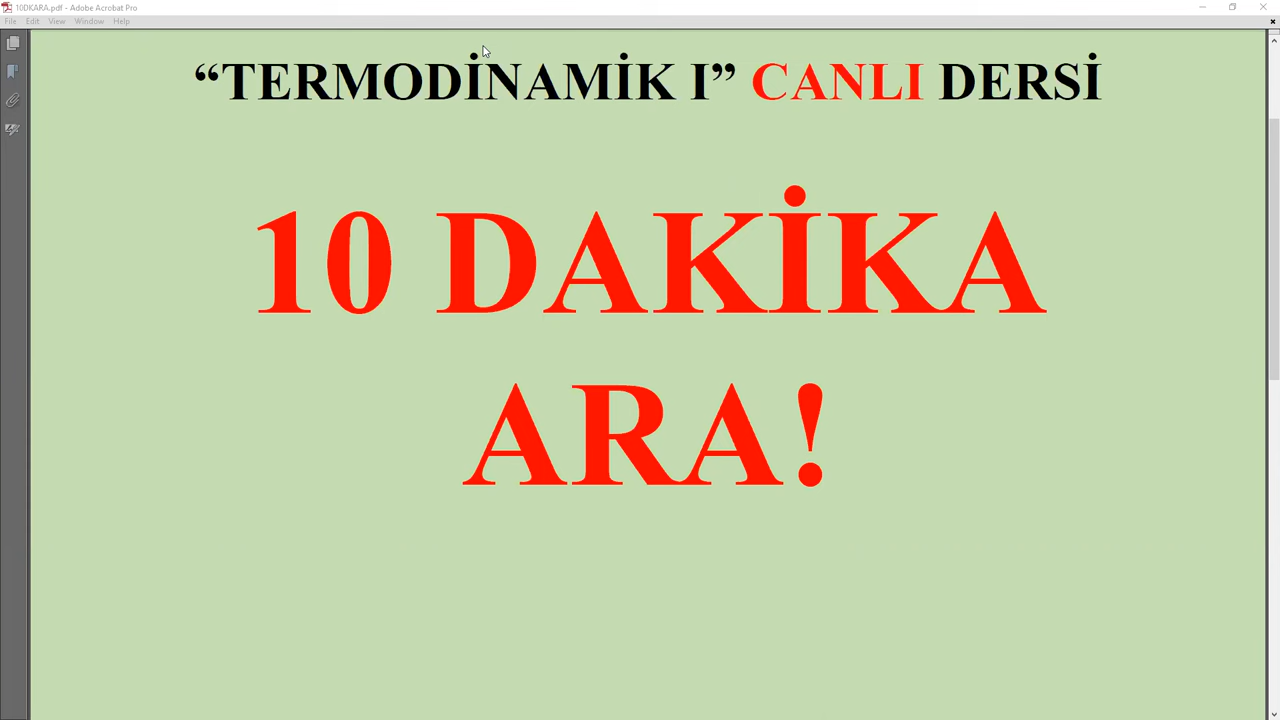 10DKARA.pdf - Adobe Acrobat Pro
File Edit View Window Help
“TERMODİNAMİK I” CANLI DERSİ
10 DAKİKA
ARA!